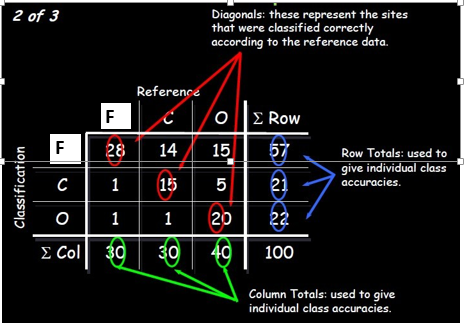 2 of 3
Diagonals: these represent the sites
that were classified correctly
according to the reference data.
Reference
F C O Σ Row
F 28 14 15 57
C 1 15 5 21
O 1 1 20 22
Σ Col 30 30 40 100
Classification
Row Totals: used to
give individual class
accuracies.
Column Totals: used to give
individual class accuracies.